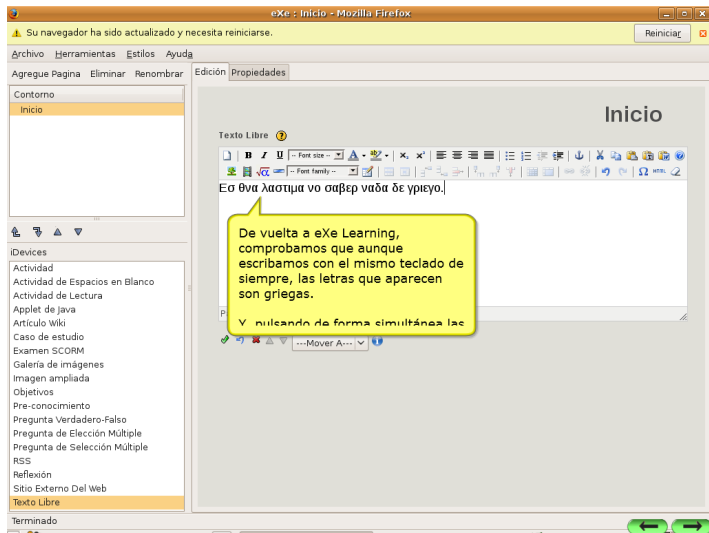 eXe : Inicio - Mozilla Firefox
Su navegador ha sido actualizado y necesita reiniciarse.
Reiniciar
Archivo Herramientas Estilos Ayuda
Agregue Pagina Eliminar Renombrar
Edición Propiedades
Contorno
Inicio
Inicio
Texto Libre
B I U -- Font size --
-- Font family --
HTML
Εσ θνα λαστιμα νο σαβερ ναδα δε γριεγο.
De vuelta a eXe Learning,
comprobamos que aunque
escribamos con el mismo teclado de
siempre, las letras que aparecen
son griegas.
Y, pulsando de forma simultánea las
---Mover A---
iDevices
Actividad
Actividad de Espacios en Blanco
Actividad de Lectura
Applet de Java
Artículo Wiki
Caso de estudio
Examen SCORM
Galería de imágenes
Imagen ampliada
Objetivos
Pre-conocimiento
Pregunta Verdadero-Falso
Pregunta de Elección Múltiple
Pregunta de Selección Múltiple
RSS
Reflexión
Sitio Externo Del Web
Texto Libre
Terminado